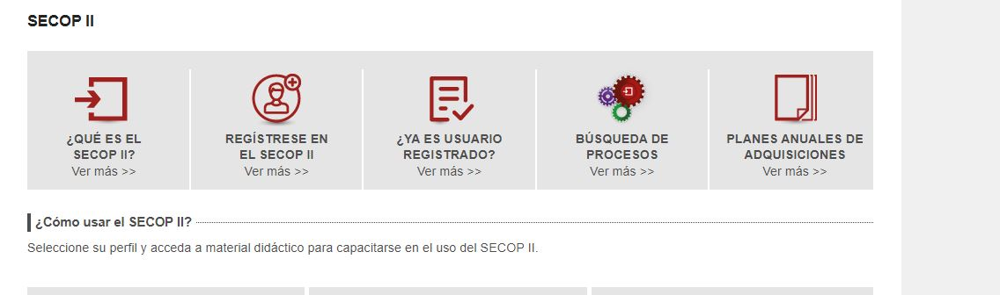 SECOP II
¿QUÉ ES EL
SECOP II?
Ver más >>
REGÍSTRESE EN
EL SECOP II
Ver más >>
¿YA ES USUARIO
REGISTRADO?
Ver más >>
BÚSQUEDA DE
PROCESOS
Ver más >>
PLANES ANUALES DE
ADQUISICIONES
Ver más >>
¿Cómo usar el SECOP II?
Seleccione su perfil y acceda a material didáctico para capacitarse en el uso del SECOP II.